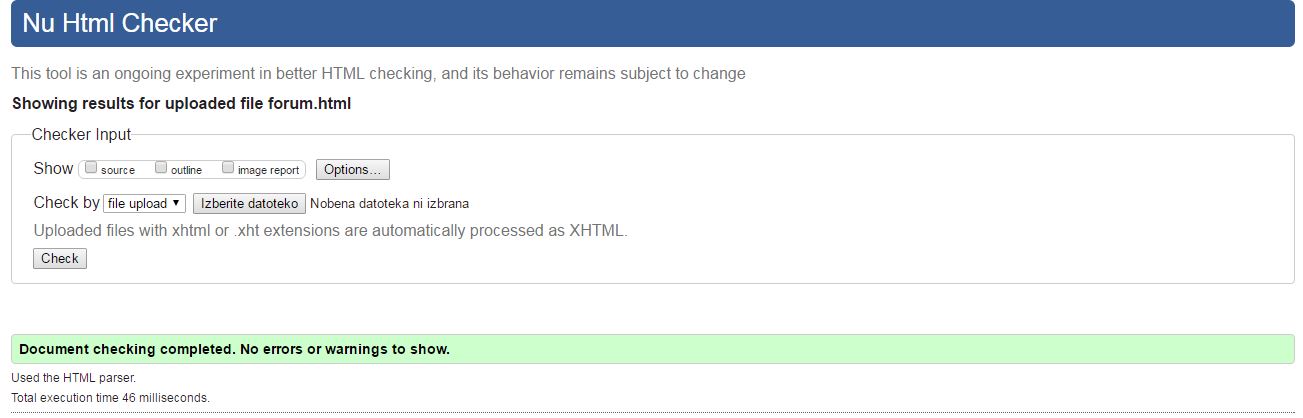 Nu Html Checker
This tool is an ongoing experiment in better HTML checking, and its behavior remains subject to change
Showing results for uploaded file forum.html
Checker Input
Show source outline image report Options...
Check by file upload Izberite datoteko Nobena datoteka ni izbrana
Uploaded files with xhtml or .xht extensions are automatically processed as XHTML.
Check
Document checking completed. No errors or warnings to show.
Used the HTML parser.
Total execution time 46 milliseconds.